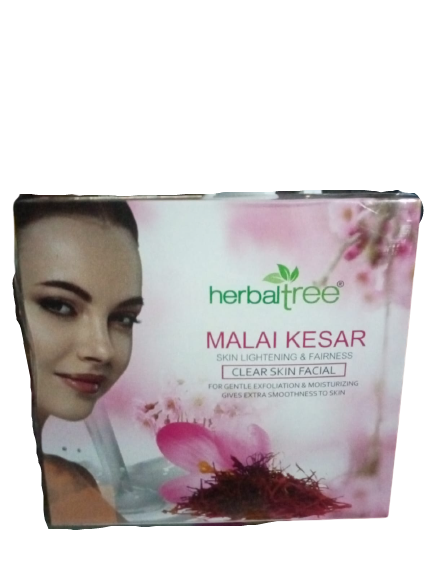 herbaltree®
MALAI KESAR
SKIN LIGHTENING & FAIRNESS
CLEAR SKIN FACIAL
FOR GENTLE EXFOLIATION & MOISTURIZING
GIVES EXTRA SMOOTHNESS TO SKIN